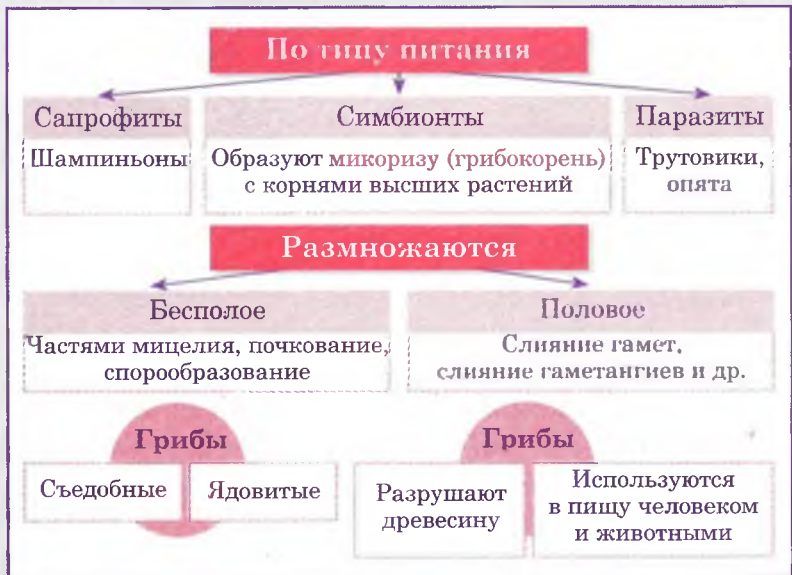 По типу питания
Сапрофиты
Шампиньоны
Симбионты
Образуют микоризу (грибокорень)
с корнями высших растений
Паразиты
Трутовики,
опята
Размножаются
Бесполое
Частями мицелия, почкование,
спорообразование
Половое
Слияние гамет,
слияние гаметангиев и др.
Грибы
Съедобные
Ядовитые
Грибы
Разрушают
древесину
Используются
в пищу человеком
и животными